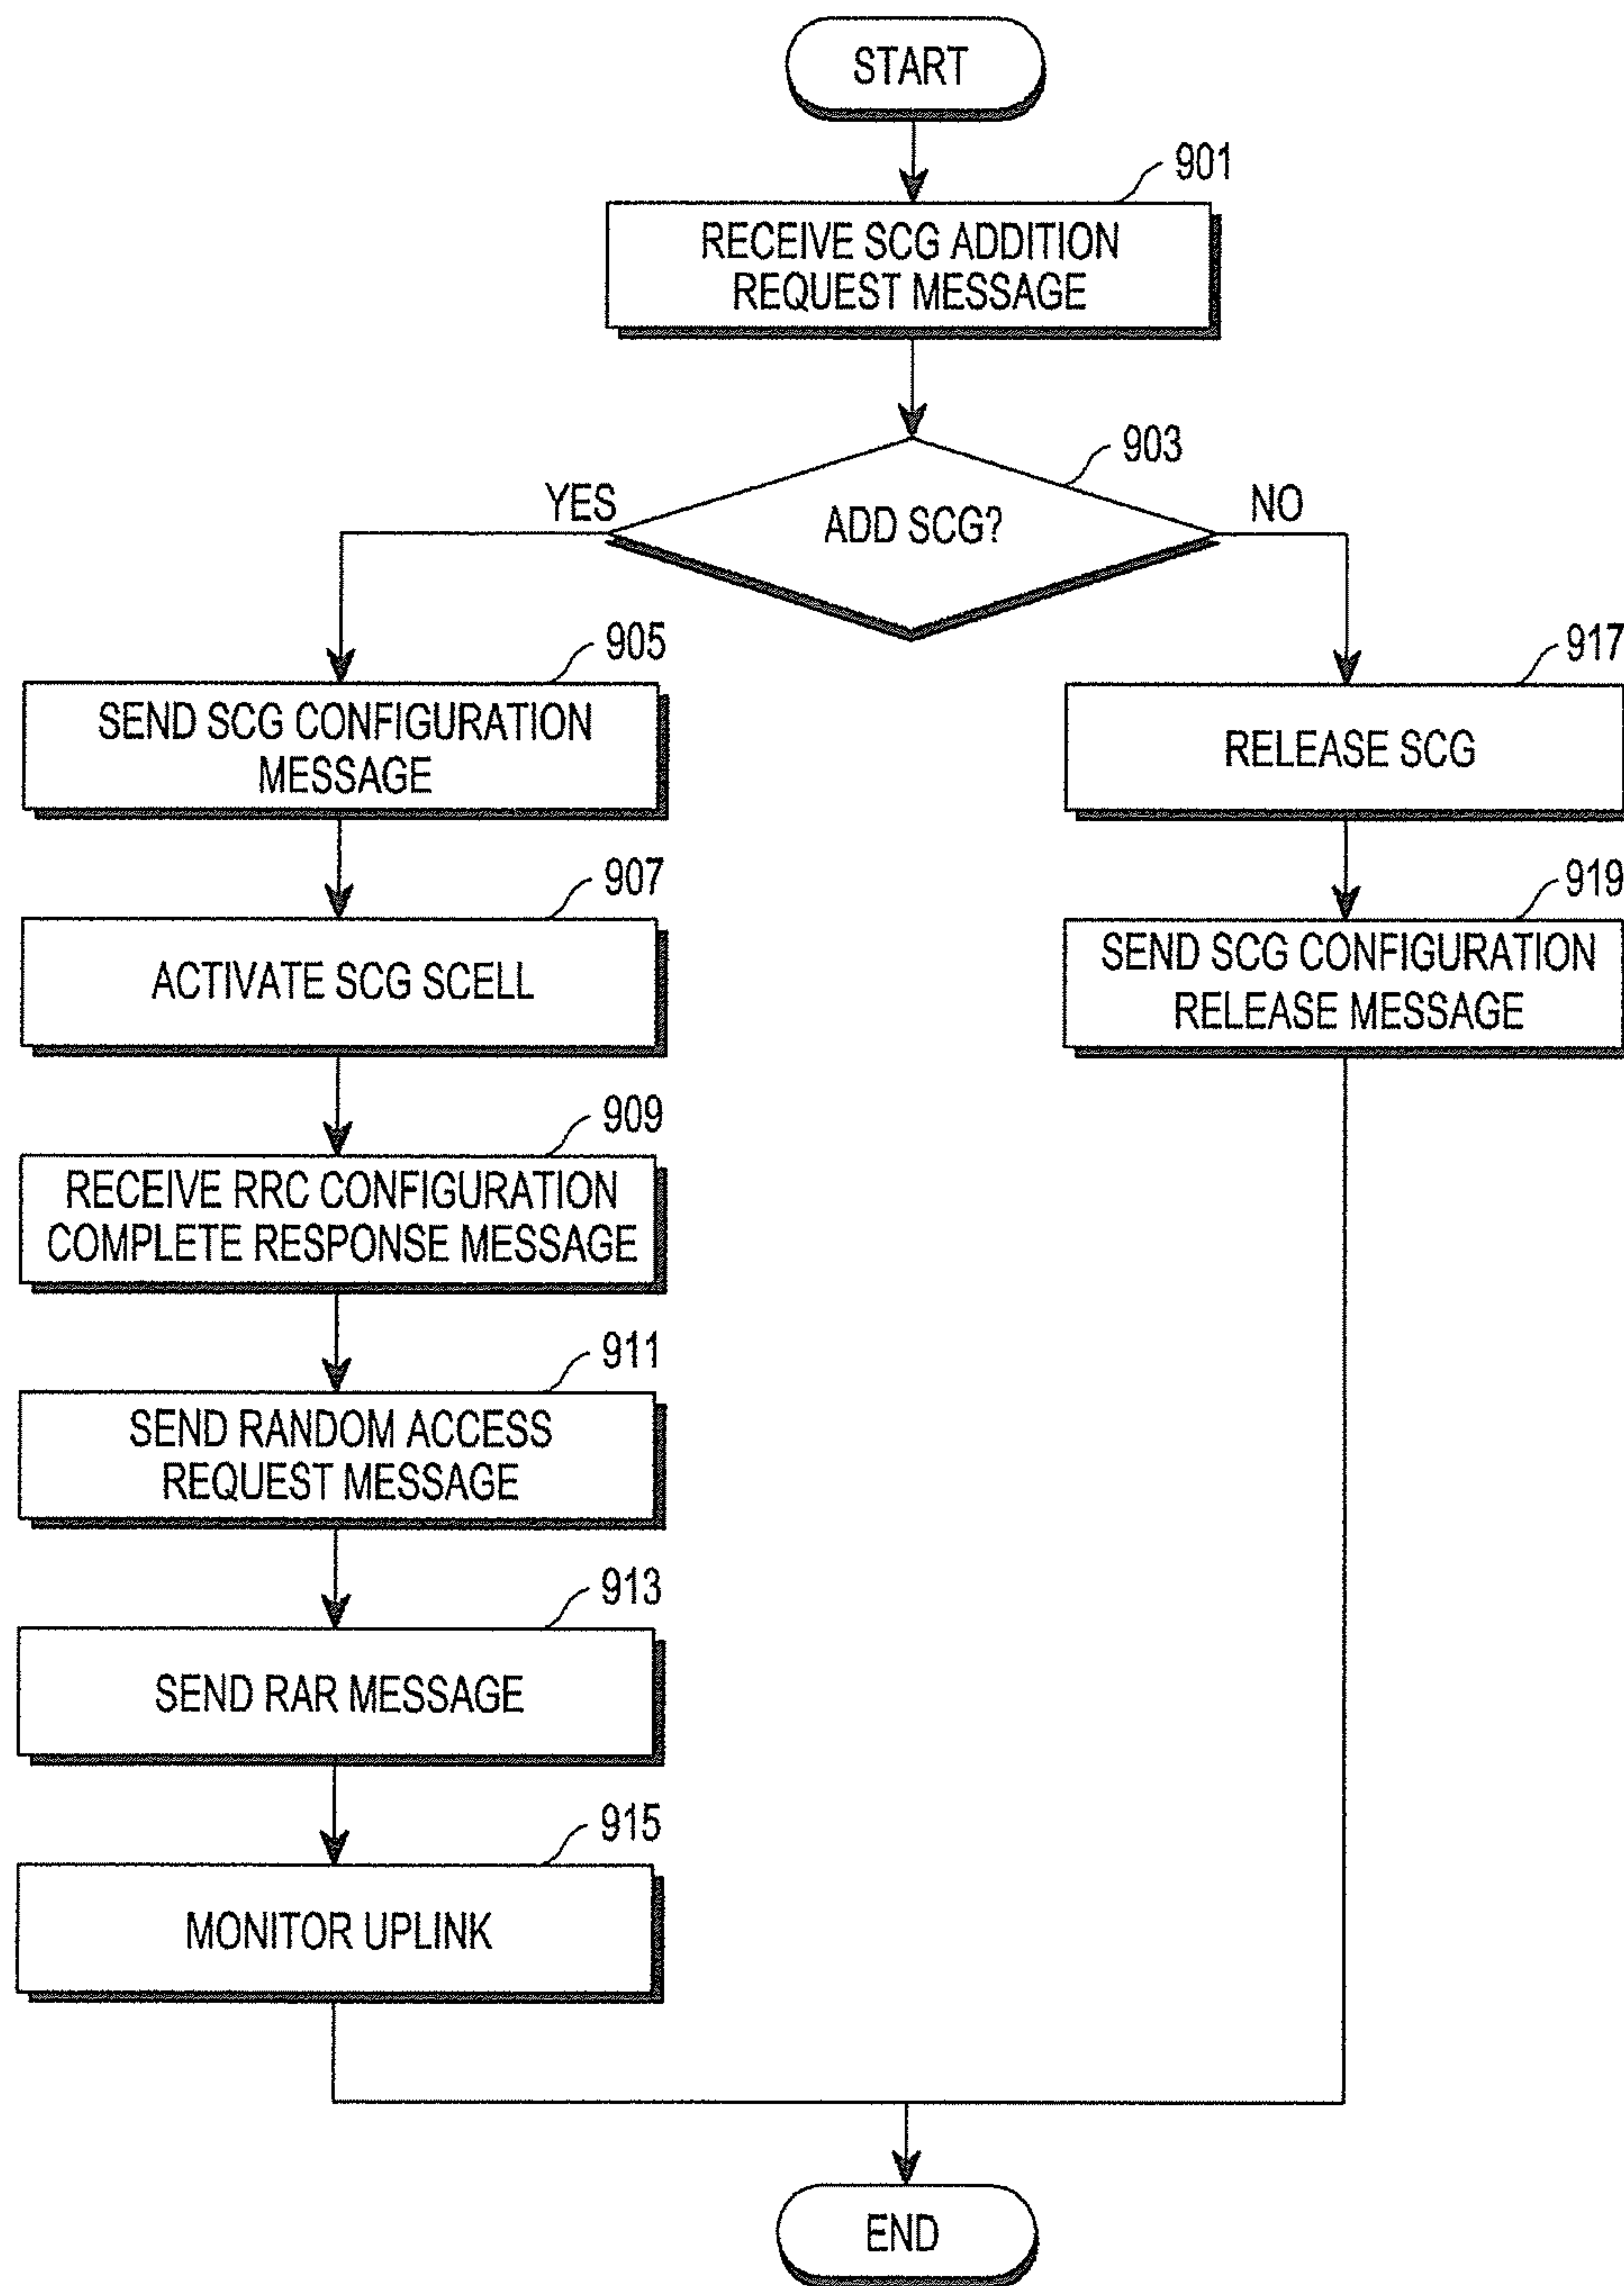 START
901
RECEIVE SCG ADDITION
REQUEST MESSAGE
903
ADD SCG?
YES
NO
905
SEND SCG CONFIGURATION
MESSAGE
907
ACTIVATE SCG SCELL
909
RECEIVE RRC CONFIGURATION
COMPLETE RESPONSE MESSAGE
911
SEND RANDOM ACCESS
REQUEST MESSAGE
913
SEND RAR MESSAGE
915
MONITOR UPLINK
917
RELEASE SCG
919
SEND SCG CONFIGURATION
RELEASE MESSAGE
END